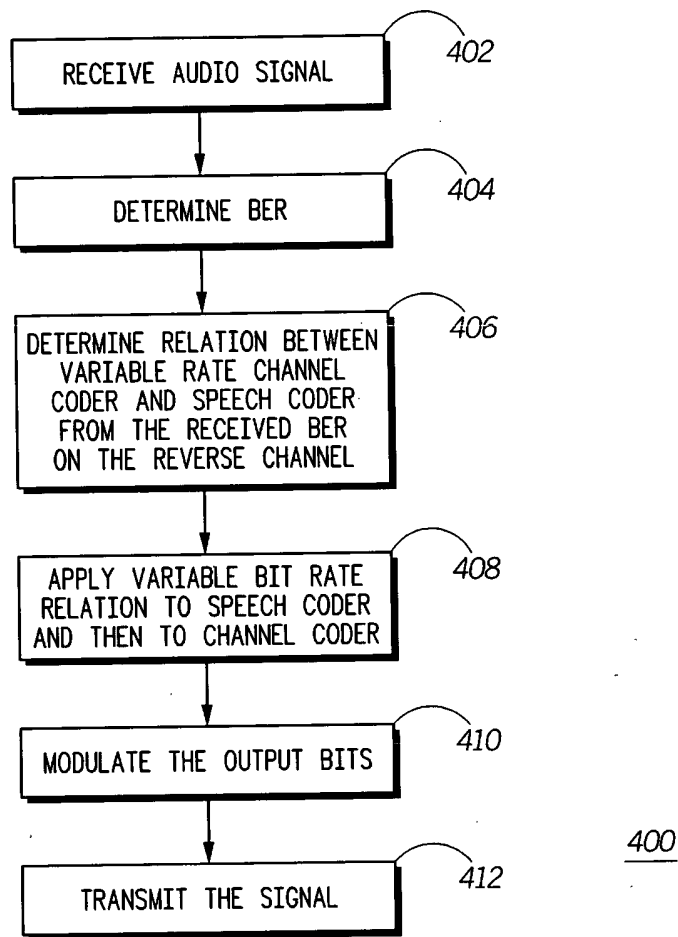 RECEIVE AUDIO SIGNAL
402
DETERMINE BER
404
DETERMINE RELATION BETWEEN
VARIABLE RATE CHANNEL
CODER AND SPEECH CODER
FROM THE RECEIVED BER
ON THE REVERSE CHANNEL
406
APPLY VARIABLE BIT RATE
RELATION TO SPEECH CODER
AND THEN TO CHANNEL CODER
408
MODULATE THE OUTPUT BITS
410
TRANSMIT THE SIGNAL
412
400